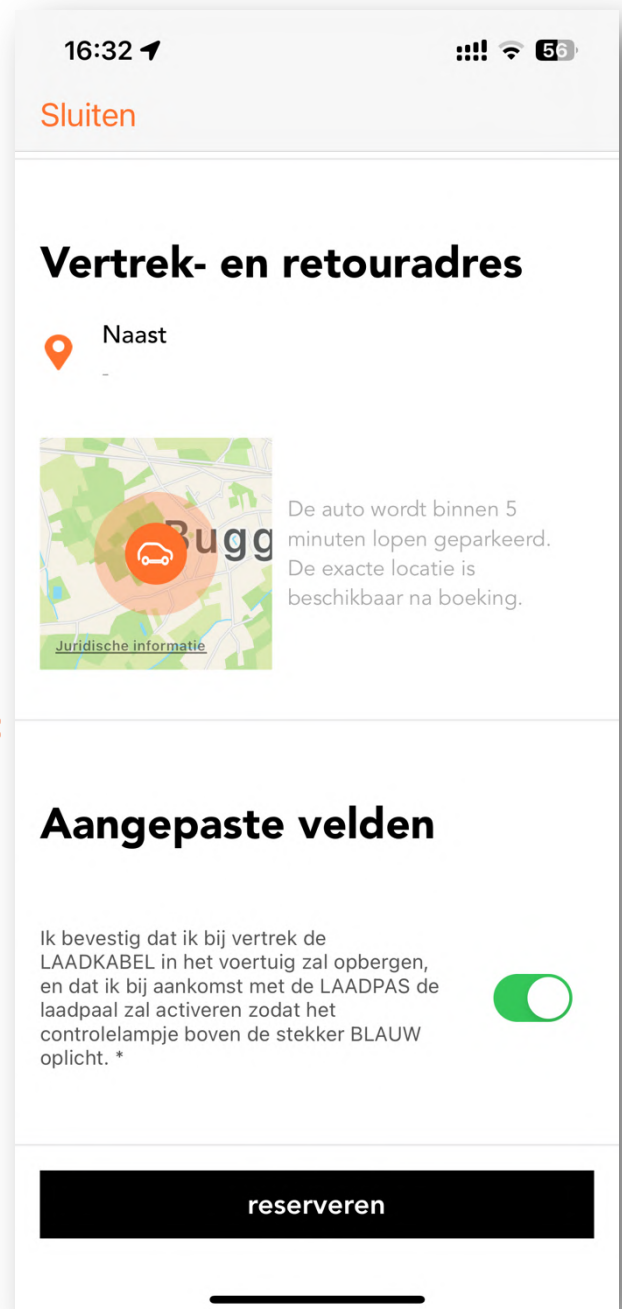 16:32
56
Sluiten
Vertrek- en retouradres
Naast
-
Bugg
Juridische informatie
De auto wordt binnen 5
minuten lopen geparkeerd.
De exacte locatie is
beschikbaar na boeking.
Aangepaste velden
Ik bevestig dat ik bij vertrek de
LAADKABEL in het voertuig zal opbergen,
en dat ik bij aankomst met de LAADPAS de
laadpaal zal activeren zodat het
controlelampje boven de stekker BLAUW
oplicht. *
reserveren